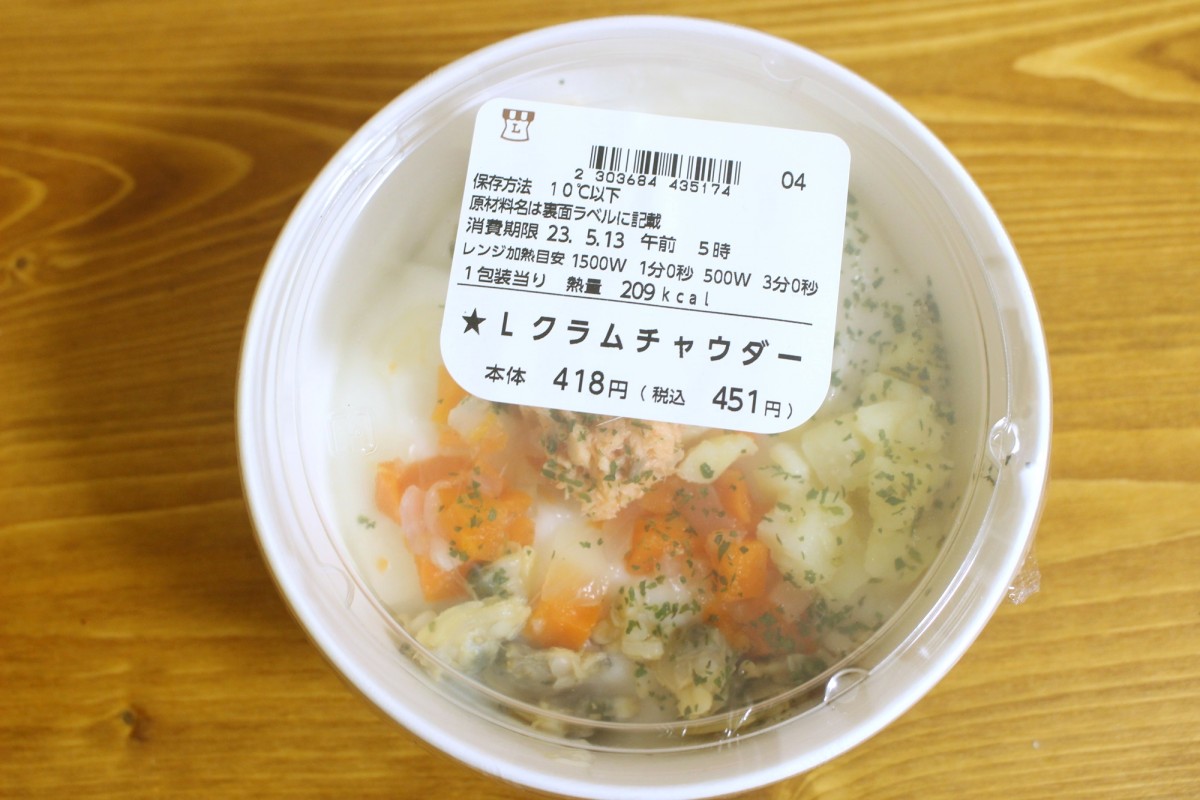 L
2 303684 435174
04
保存方法 10℃以下
原材料名は裏面ラベルに記載
消費期限 23. 5.13 午前 5時
レンジ加熱目安 1500W 1分0秒 500W 3分0秒
1包装当り 熱量 209kcal
★Lクラムチャウダー
本体 418円(税込 451円)